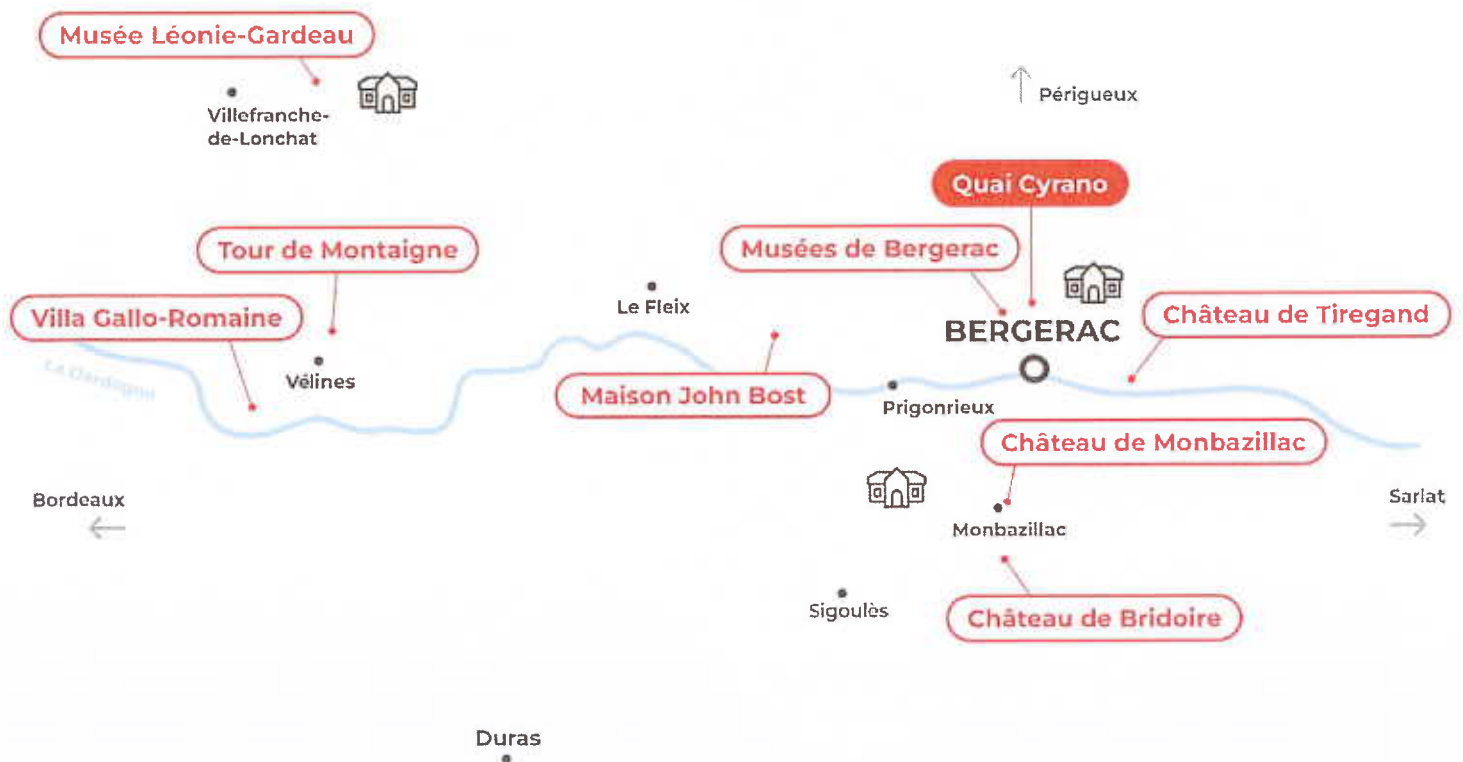 Musée Léonie-Gardeau
Villefranche-
de-Lonchat
Périgueux
Quai Cyrano
Tour de Montaigne
Musées de Bergerac
Le Fleix
Villa Gallo-Romaine
BERGERAC
Château de Tiregand
La Dordogne
Vélines
Maison John Bost
Prigonrieux
Château de Monbazillac
Bordeaux
Sarlat
Monbazillac
Sigoulès
Château de Bridoire
Duras